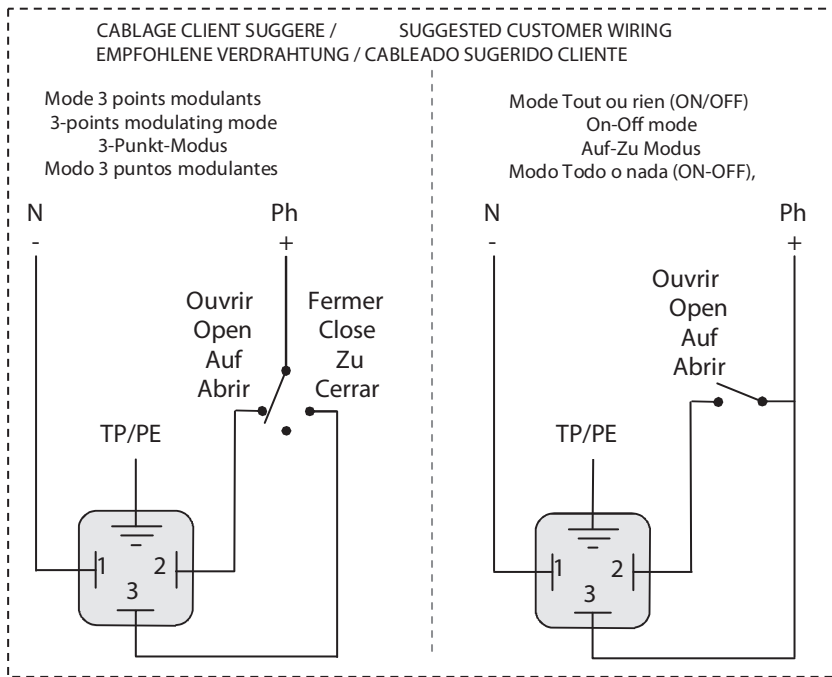 CABLAGE CLIENT SUGGERE / SUGGESTED CUSTOMER WIRING
EMPFOHLENE VERDRAHTUNG / CABLEADO SUGERIDO CLIENTE
Mode 3 points modulants
3-points modulating mode
3-Punkt-Modus
Modo 3 puntos modulantes
N
-
Ph
+
Ouvrir
Open
Auf
Abrir
Fermer
Close
Zu
Cerrar
TP/PE
1
2
3
Mode Tout ou rien (ON/OFF)
On-Off mode
Auf-Zu Modus
Modo Todo o nada (ON-OFF),
N
-
Ph
+
Ouvrir
Open
Auf
Abrir
TP/PE
1
2
3